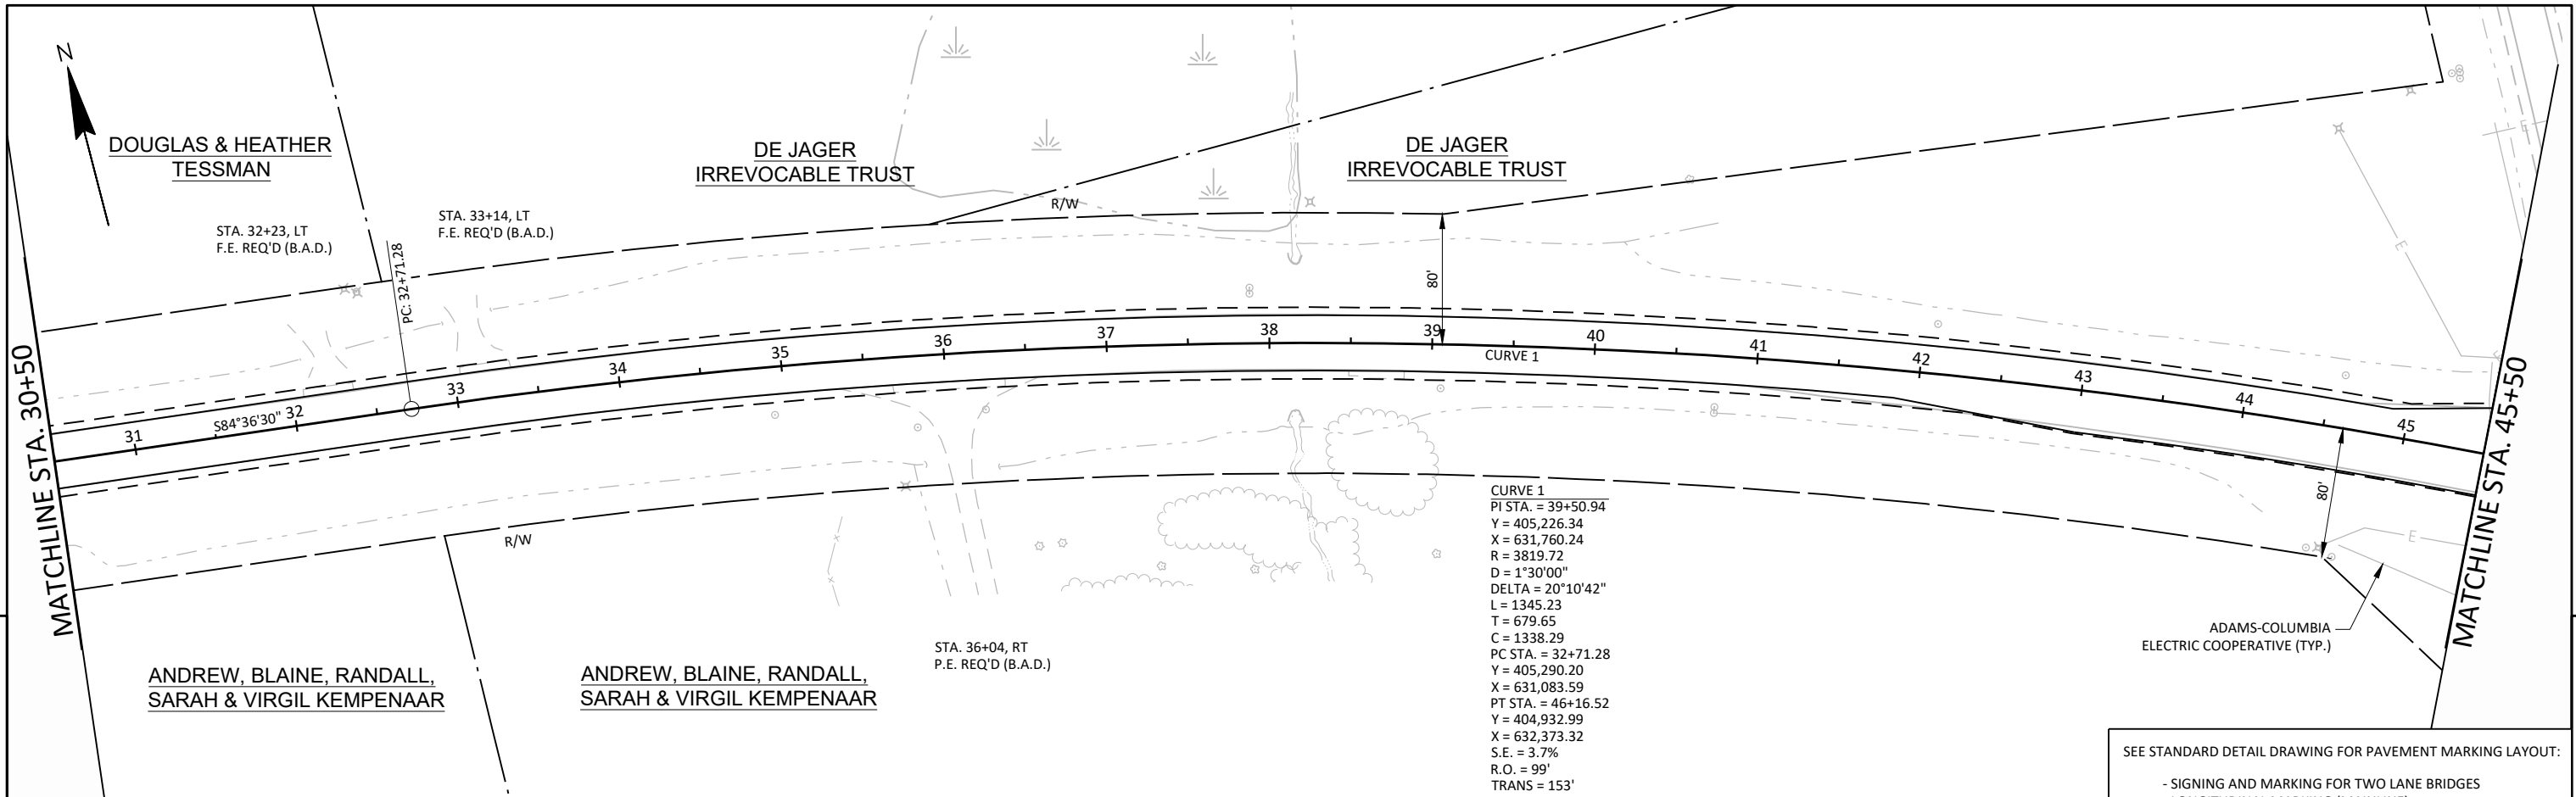 N
DOUGLAS & HEATHER
TESSMAN
STA. 32+23, LT
F.E. REQ'D (B.A.D.)
STA. 33+14, LT
F.E. REQ'D (B.A.D.)
PC: 32+71.28
DE JAGER
IRREVOCABLE TRUST
R/W
DE JAGER
IRREVOCABLE TRUST
80'
MATCHLINE STA. 30+50
31
S84°36'30"
32
33
34
35
36
37
38
39
40
41
42
43
44
45
CURVE 1
E
E
MATCHLINE STA. 45+50
80'
E
R/W
ANDREW, BLAINE, RANDALL,
SARAH & VIRGIL KEMPENAAR
ANDREW, BLAINE, RANDALL,
SARAH & VIRGIL KEMPENAAR
STA. 36+04, RT
P.E. REQ'D (B.A.D.)
CURVE 1
PI STA. = 39+50.94
Y = 405,226.34
X = 631,760.24
R = 3819.72
D = 1°30'00"
DELTA = 20°10'42"
L = 1345.23
T = 679.65
C = 1338.29
PC STA. = 32+71.28
Y = 405,290.20
X = 631,083.59
PT STA. = 46+16.52
Y = 404,932.99
X = 632,373.32
S.E. = 3.7%
R.O. = 99'
TRANS = 153'
ADAMS-COLUMBIA
ELECTRIC COOPERATIVE (TYP.)
SEE STANDARD DETAIL DRAWING FOR PAVEMENT MARKING LAYOUT:
- SIGNING AND MARKING FOR TWO LANE BRIDGES